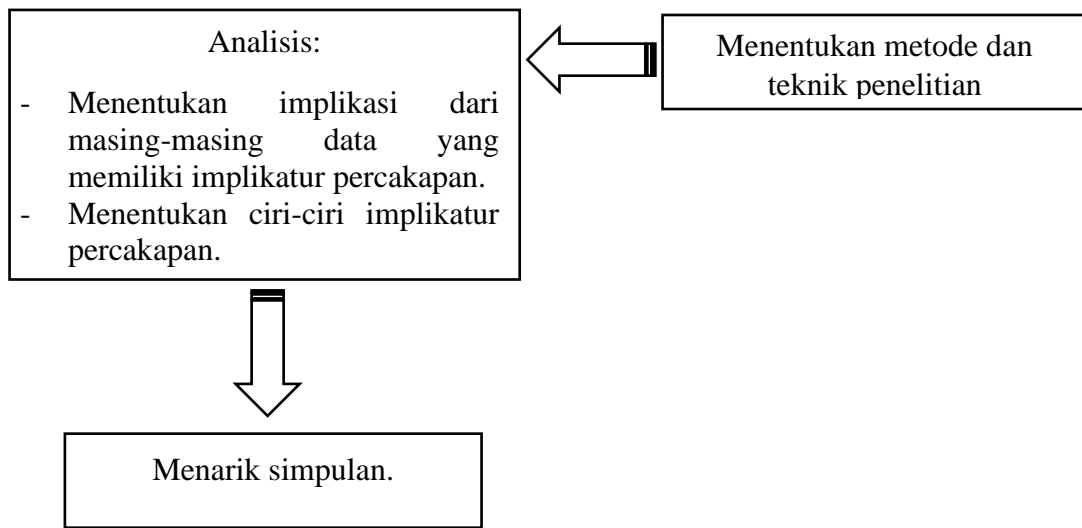 Analisis:
- Menentukan implikasi dari
masing-masing data yang
memiliki implikatur percakapan.
- Menentukan ciri-ciri implikatur
percakapan.
Menentukan metode dan
teknik penelitian
Menarik simpulan.